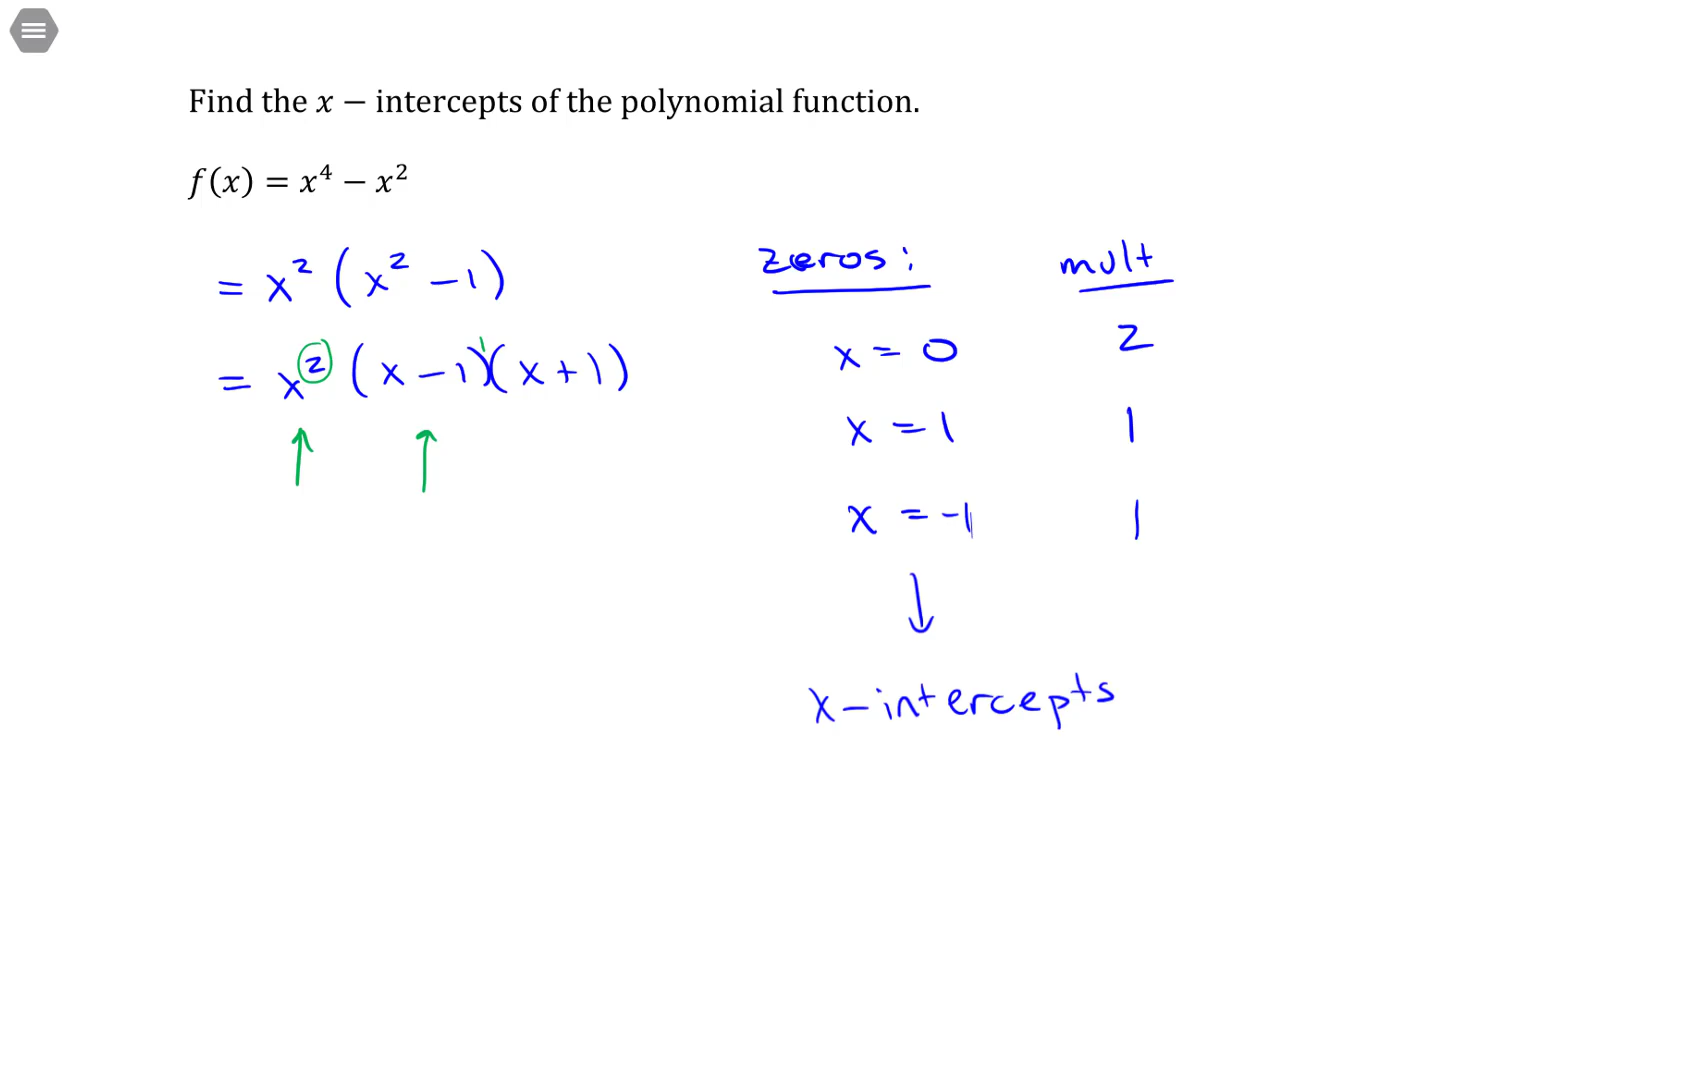 Find the x − intercepts of the polynomial function.
f(x) = x⁴ − x²
= x² (x² − 1)
= x² (x − 1)¹(x + 1)
zeros: mult
x = 0 2
x = 1 1
x = -1 1
↓
x-intercepts